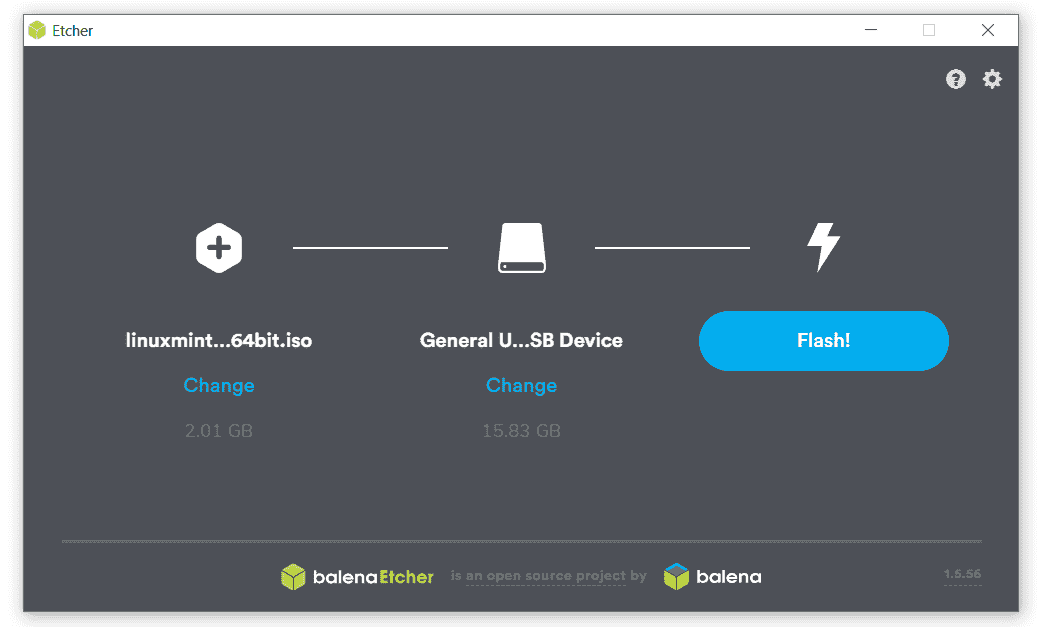 Etcher
linuxmint...64bit.iso
General U...SB Device
Flash!
Change
Change
2.01 GB
15.83 GB
balenaEtcher is an open source project by balena
1.5.56